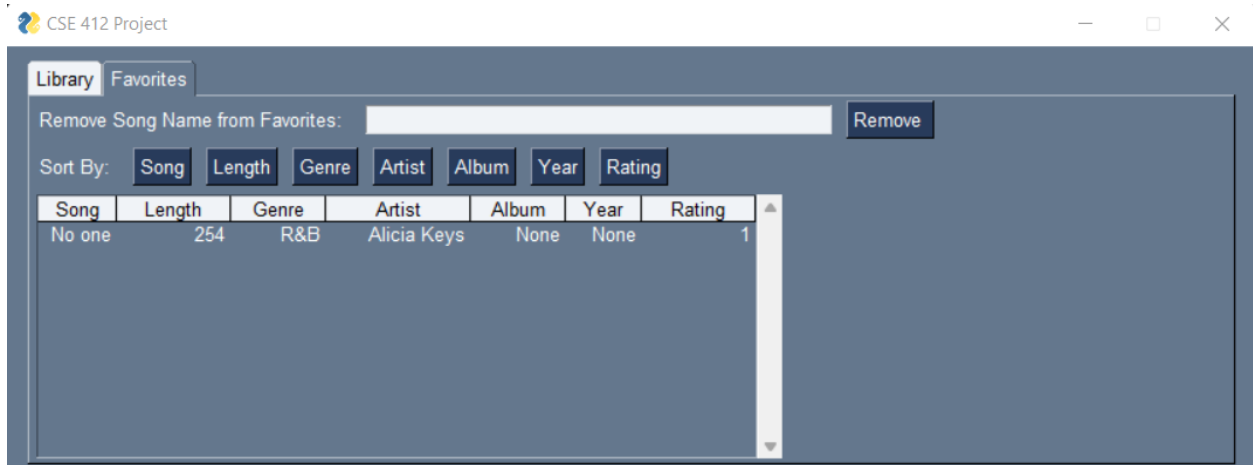 CSE 412 Project
Library Favorites
Remove Song Name from Favorites: Remove
Sort By: Song Length Genre Artist Album Year Rating
Song Length Genre Artist Album Year Rating
No one 254 R&B Alicia Keys None None 1